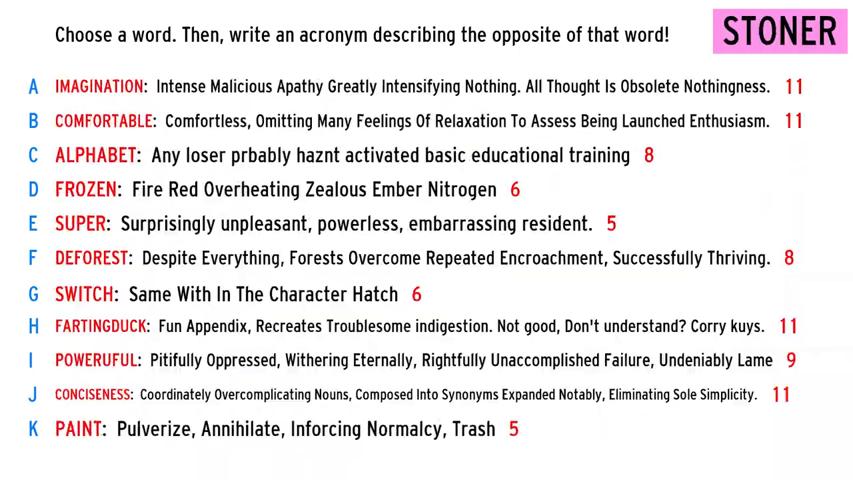 Choose a word. Then, write an acronym describing the opposite of that word!
STONER
A IMAGINATION: Intense Malicious Apathy Greatly Intensifying Nothing. All Thought Is Obsolete Nothingness. 11
B COMFORTABLE: Comfortless, Omitting Many Feelings Of Relaxation To Assess Being Launched Enthusiasm. 11
C ALPHABET: Any loser prbably haznt activated basic educational training 8
D FROZEN: Fire Red Overheating Zealous Ember Nitrogen 6
E SUPER: Surprisingly unpleasant, powerless, embarrassing resident. 5
F DEFOREST: Despite Everything, Forests Overcome Repeated Encroachment, Successfully Thriving. 8
G SWITCH: Same With In The Character Hatch 6
H FARTINGDUCK: Fun Appendix, Recreates Troublesome indigestion. Not good, Don't understand? Corry kuys. 11
I POWERUFUL: Pitifully Oppressed, Withering Eternally, Rightfully Unaccomplished Failure, Undeniably Lame 9
J CONCISENESS: Coordinately Overcomplicating Nouns, Composed Into Synonyms Expanded Notably, Eliminating Sole Simplicity. 11
K PAINT: Pulverize, Annihilate, Inforcing Normalcy, Trash 5